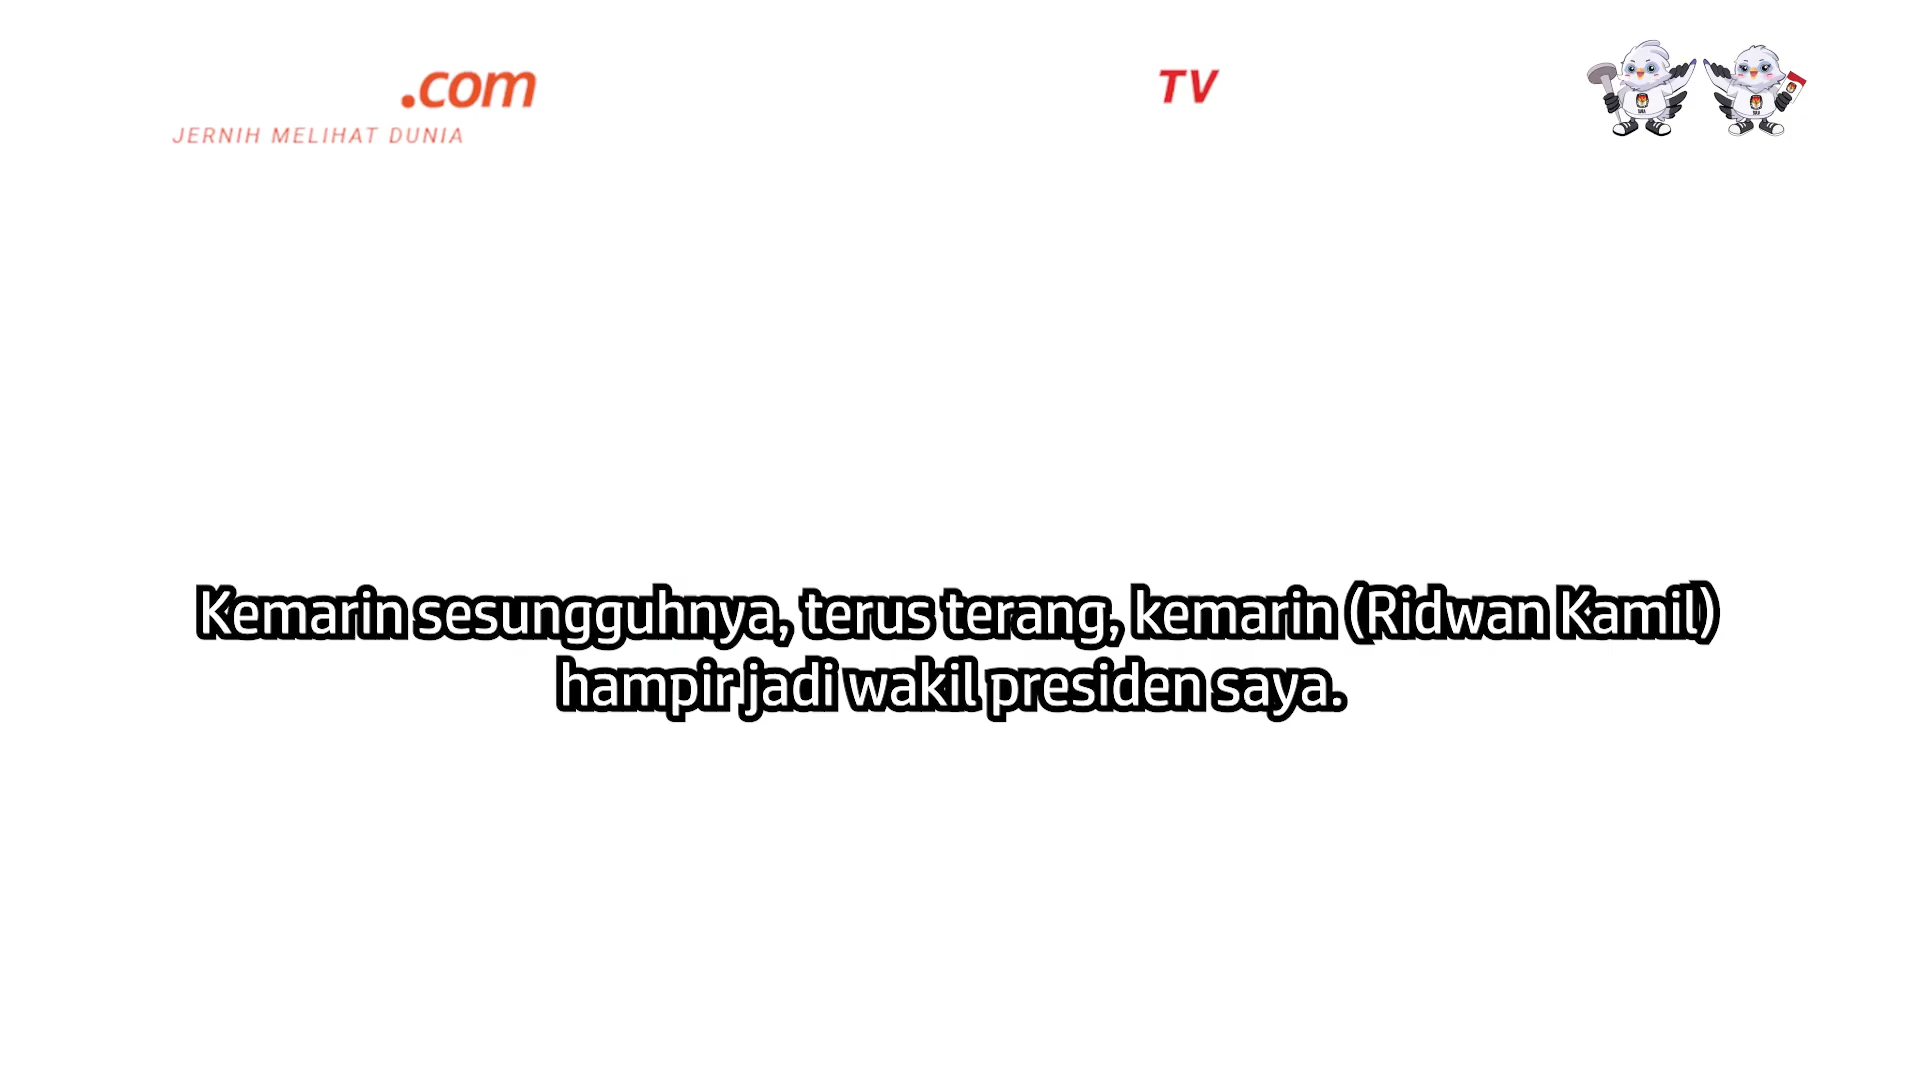 .com
JERNIH MELIHAT DUNIA
TV
Kemarin sesungguhnya, terus terang, kemarin (Ridwan Kamil)
hampir jadi wakil presiden saya.